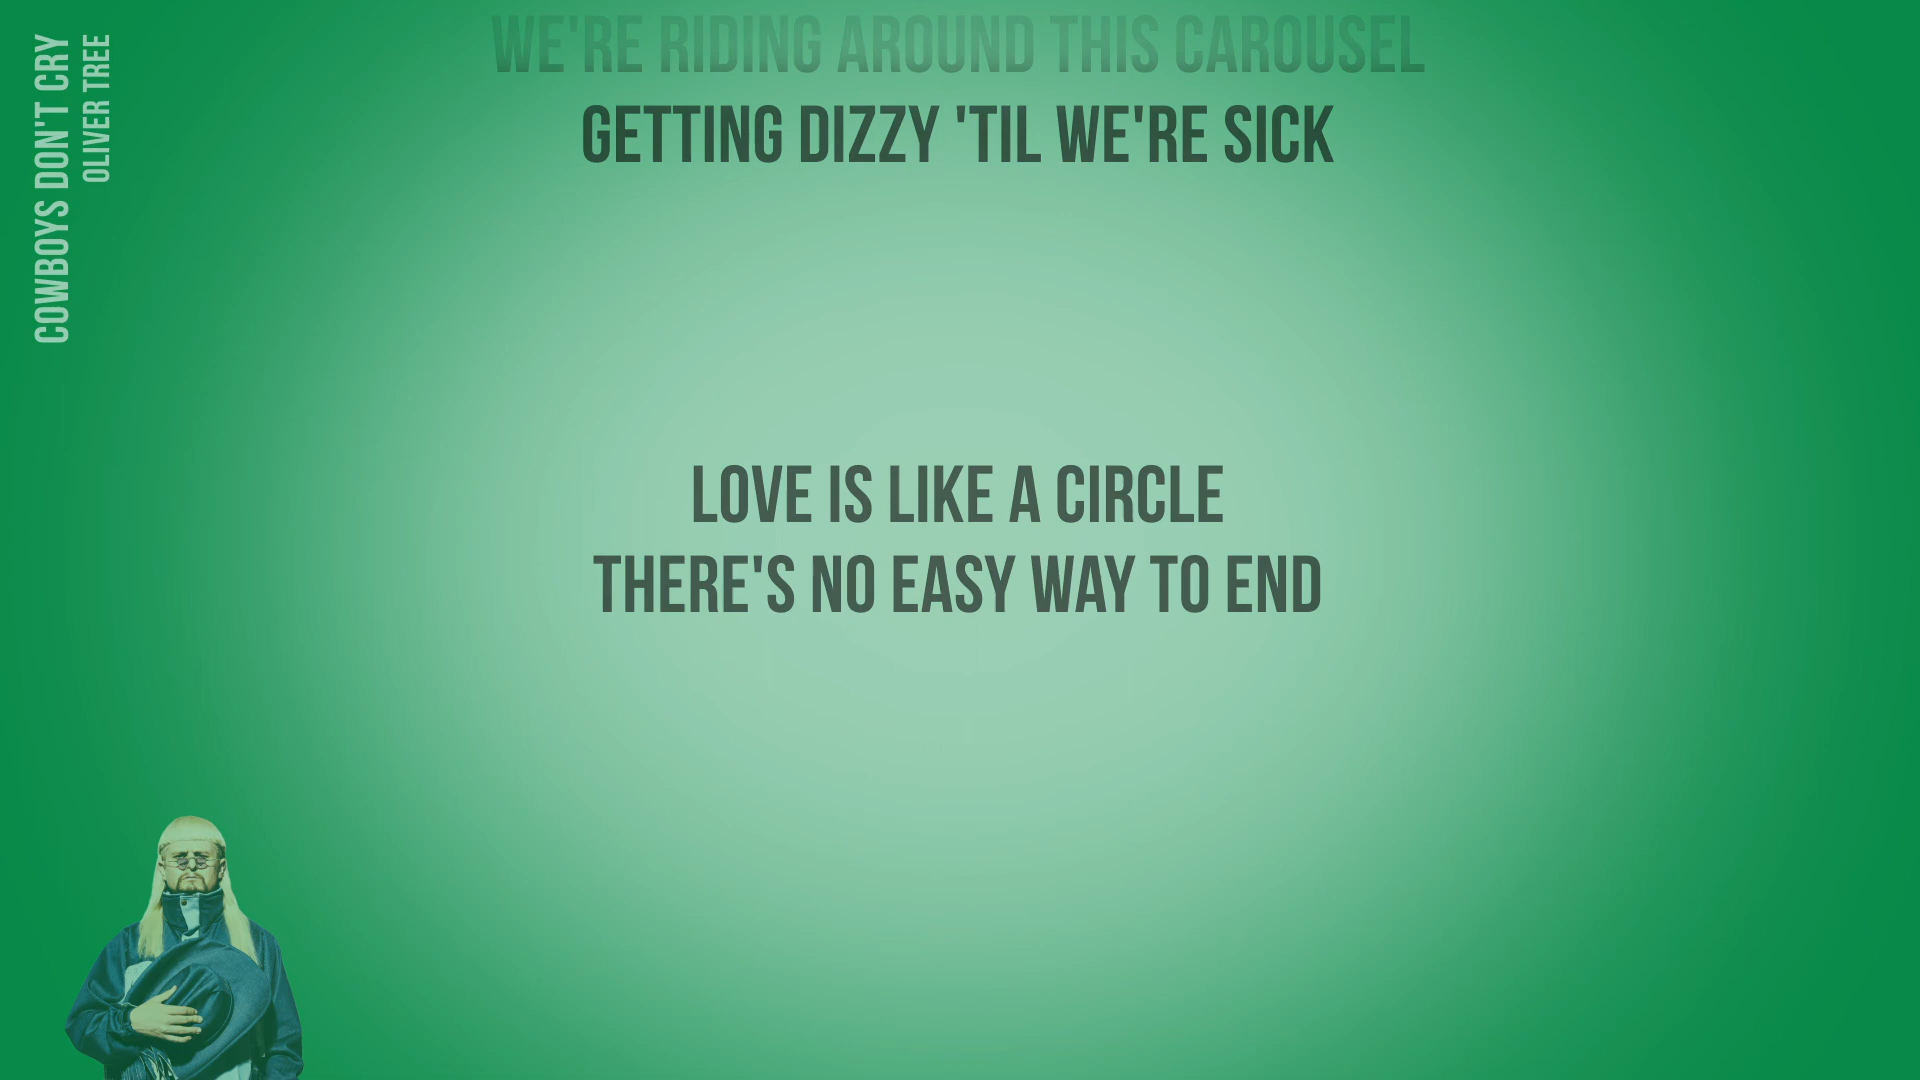 COWBOYS DON'T CRY
OLIVER TREE
WE'RE RIDING AROUND THIS CAROUSEL
GETTING DIZZY 'TIL WE'RE SICK
LOVE IS LIKE A CIRCLE
THERE'S NO EASY WAY TO END